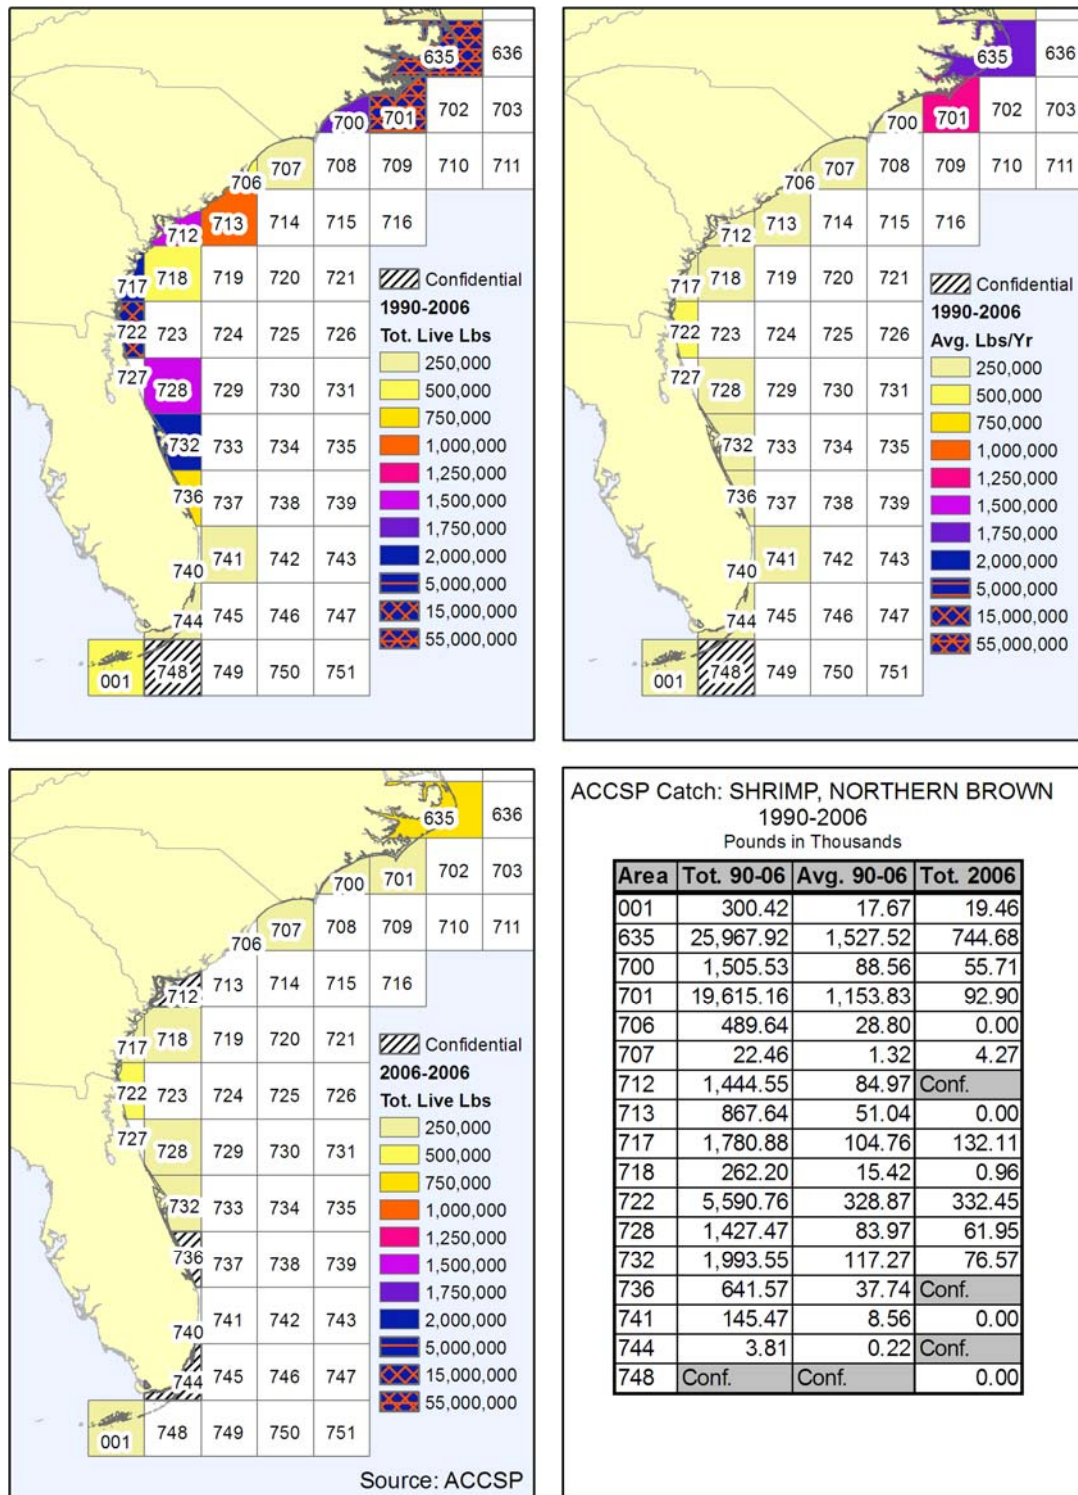 635 636
700 701 702 703
706 707 708 709 710 711
712 713 714 715 716
717 718 719 720 721
722 723 724 725 726
727 728 729 730 731
732 733 734 735
736 737 738 739
740 741 742 743
744 745 746 747
001 748 749 750 751
Confidential
1990-2006
Tot. Live Lbs
250,000
500,000
750,000
1,000,000
1,250,000
1,500,000
1,750,000
2,000,000
5,000,000
15,000,000
55,000,000
635 636
700 701 702 703
706 707 708 709 710 711
712 713 714 715 716
717 718 719 720 721
722 723 724 725 726
727 728 729 730 731
732 733 734 735
736 737 738 739
740 741 742 743
744 745 746 747
001 748 749 750 751
Confidential
1990-2006
Avg. Lbs/Yr
250,000
500,000
750,000
1,000,000
1,250,000
1,500,000
1,750,000
2,000,000
5,000,000
15,000,000
55,000,000
635 636
700 701 702 703
706 707 708 709 710 711
712 713 714 715 716
717 718 719 720 721
722 723 724 725 726
727 728 729 730 731
732 733 734 735
736 737 738 739
740 741 742 743
744 745 746 747
001 748 749 750 751
Confidential
2006-2006
Tot. Live Lbs
250,000
500,000
750,000
1,000,000
1,250,000
1,500,000
1,750,000
2,000,000
5,000,000
15,000,000
55,000,000
Source: ACCSP
ACCSP Catch: SHRIMP, NORTHERN BROWN
1990-2006
Pounds in Thousands
Area Tot. 90-06 Avg. 90-06 Tot. 2006
001 300.42 17.67 19.46
635 25,967.92 1,527.52 744.68
700 1,505.53 88.56 55.71
701 19,615.16 1,153.83 92.90
706 489.64 28.80 0.00
707 22.46 1.32 4.27
712 1,444.55 84.97 Conf.
713 867.64 51.04 0.00
717 1,780.88 104.76 132.11
718 262.20 15.42 0.96
722 5,590.76 328.87 332.45
728 1,427.47 83.97 61.95
732 1,993.55 117.27 76.57
736 641.57 37.74 Conf.
741 145.47 8.56 0.00
744 3.81 0.22 Conf.
748 Conf. Conf. 0.00